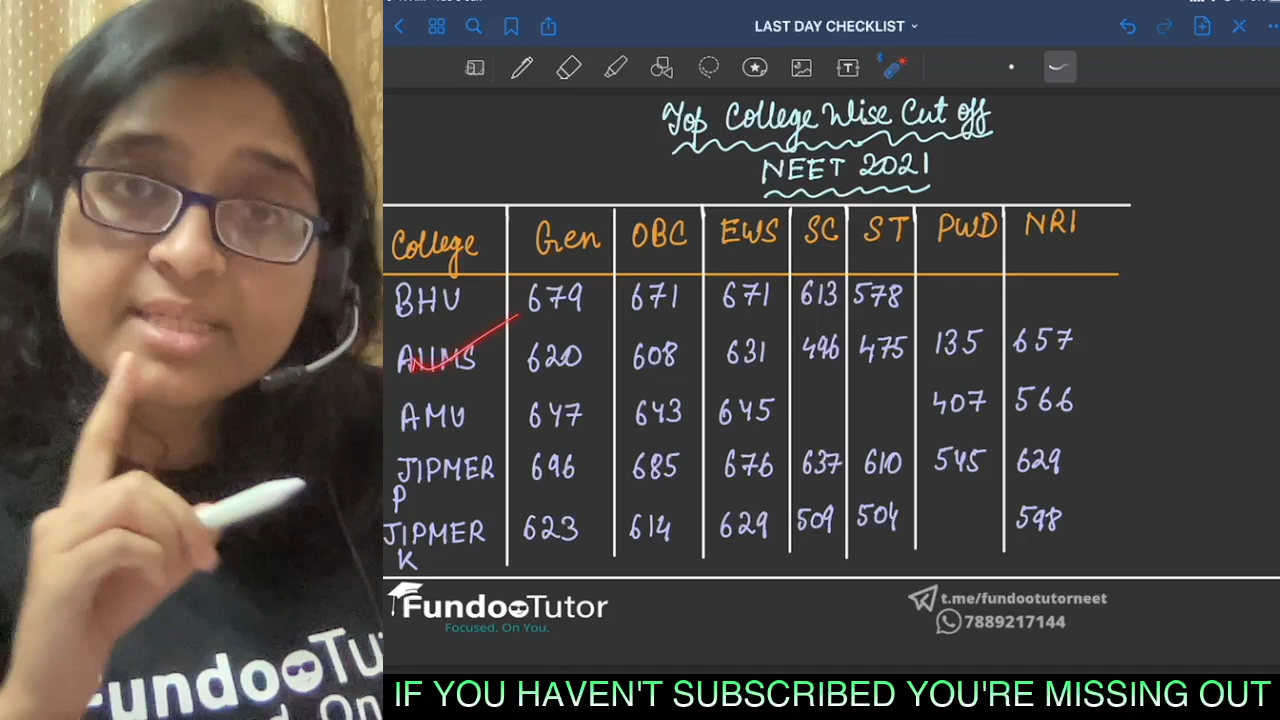 LAST DAY CHECKLIST
Top College Wise Cut off
NEET 2021
College Gen OBC EWS SC ST PWD NRI
BHU 679 671 671 613 578
AIIMS 620 608 631 496 475 135 657
AMU 647 643 645 407 566
JIPMER P 696 685 676 637 610 545 629
JIPMER K 623 614 629 509 504 598
FundooTutor
Focused. On You.
t.me/fundootutorneet
7889217144
FundooTu
On
IF YOU HAVEN'T SUBSCRIBED YOU'RE MISSING OUT